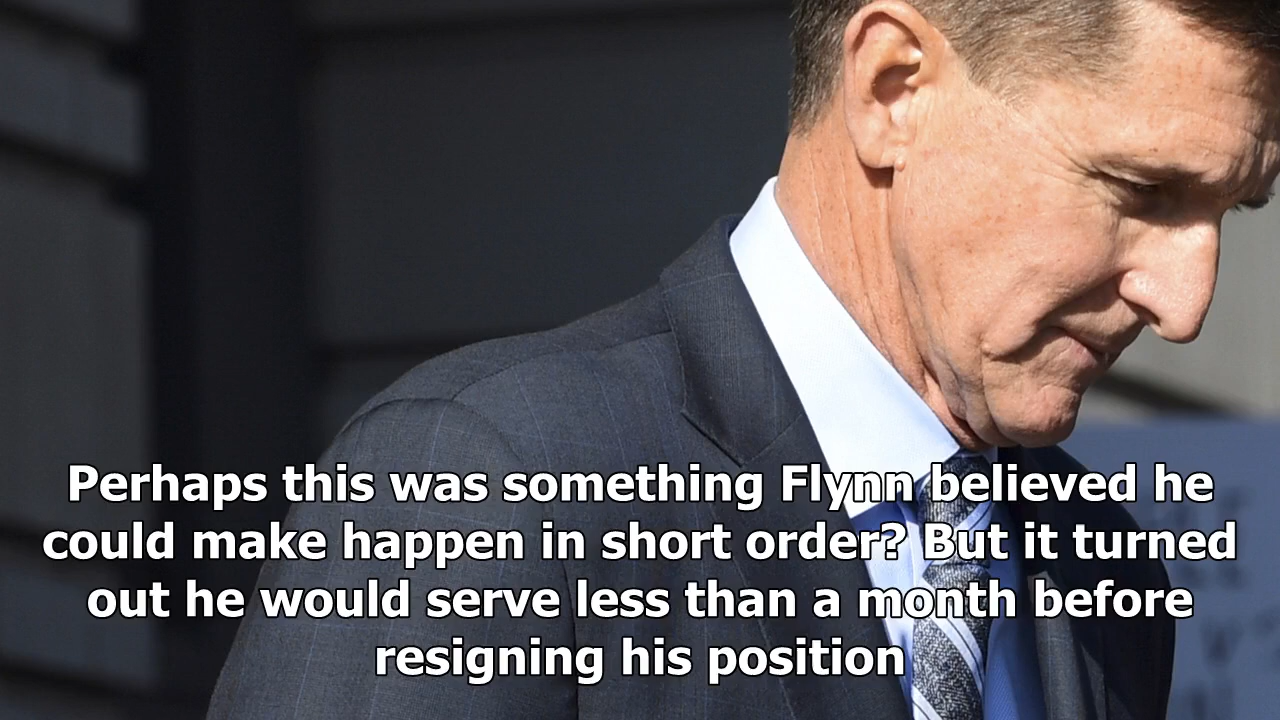 Perhaps this was something Flynn believed he
could make happen in short order? But it turned
out he would serve less than a month before
resigning his position